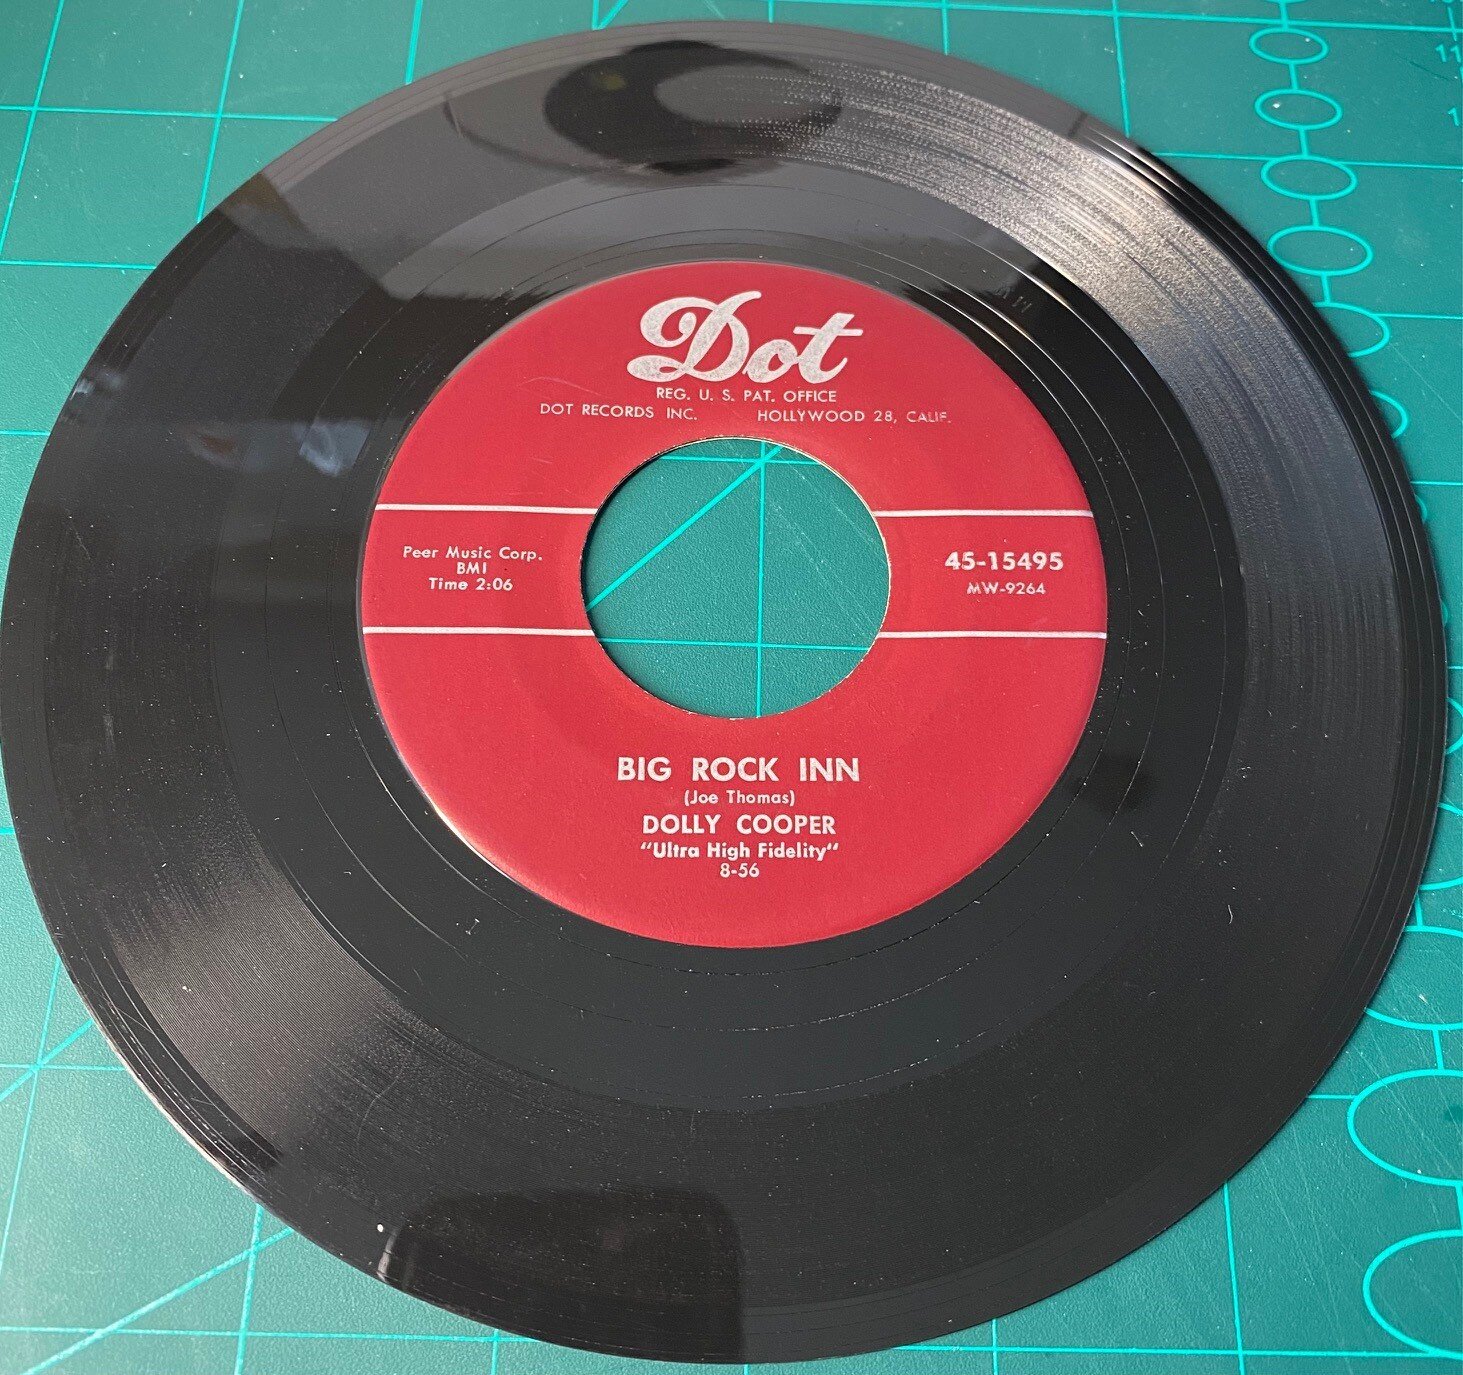 Dot
REG. U. S. PAT. OFFICE
DOT RECORDS INC. HOLLYWOOD 28, CALIF.
Peer Music Corp.
BMI
Time 2:06
45-15495
MW-9264
BIG ROCK INN
(Joe Thomas)
DOLLY COOPER
"Ultra High Fidelity"
8-56